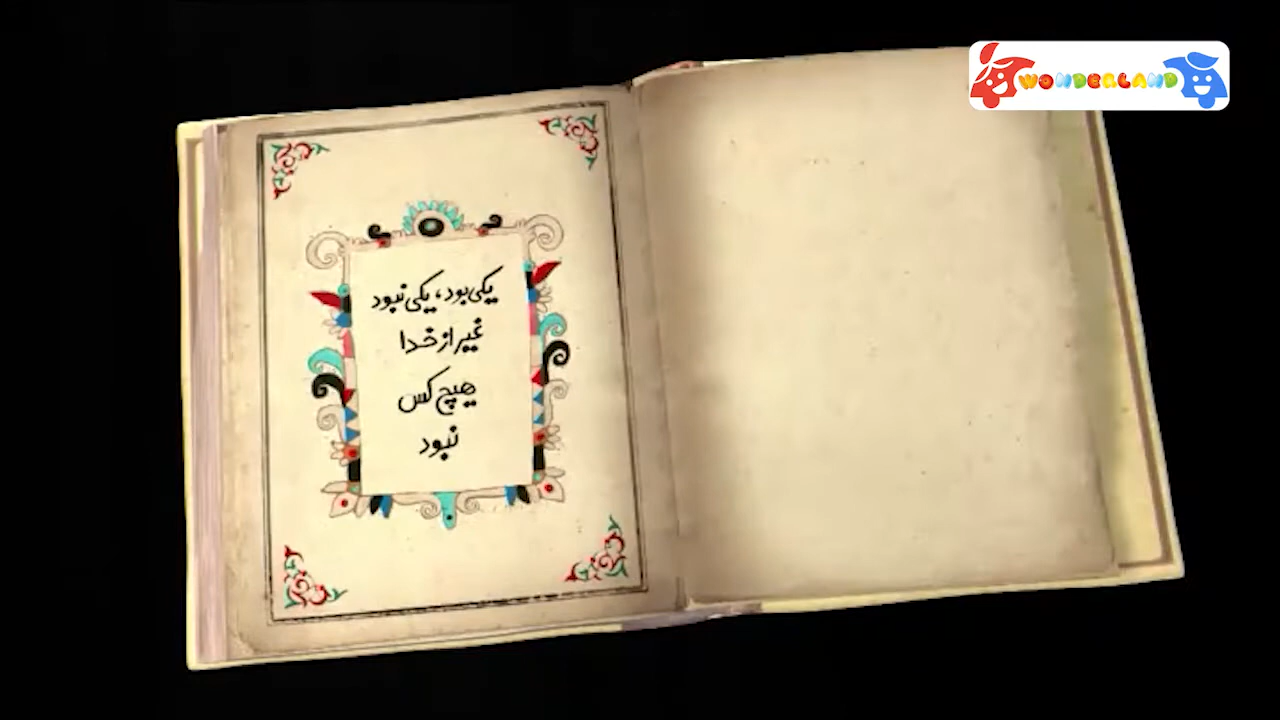 WONDERLAND
یکی بود، یکی نبود
غیر از خدا
هیچ کس
نبود